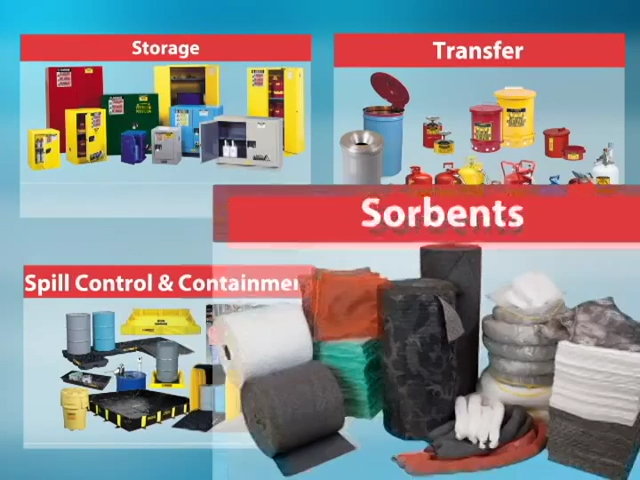 Storage
Transfer
Sorbents
Spill Control & Containmen